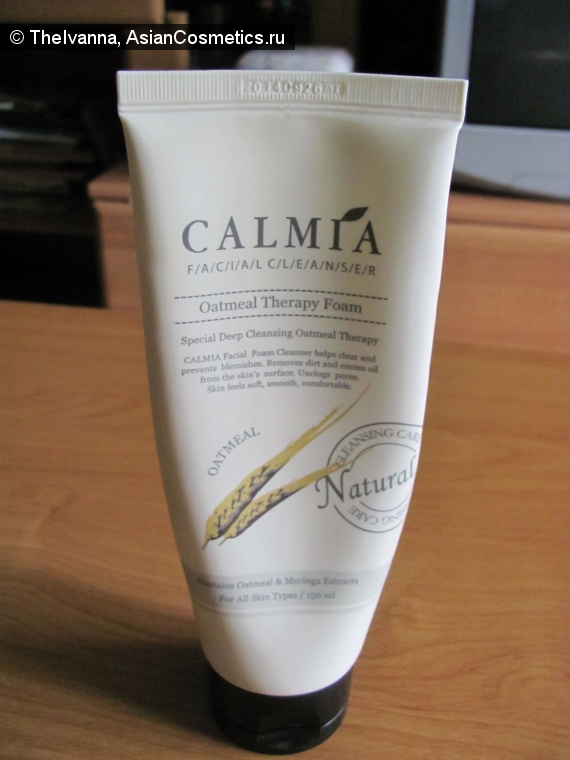 © TheIvanna, AsianCosmetics.ru
CALMIA
F/A/C/I/A/L C/L/E/A/N/S/E/R
Oatmeal Therapy Foam
Special Deep Cleansing Oatmeal Therapy
CALMIA Facial Foam Cleanser helps clear and
prevents blemishes. Removes dirt and excess oil
from the skin's surface. Unclogs pores.
Skin feels soft, smooth, comfortable.
OATMEAL
CLEANSING CARE
Natural
CARE
Contains Oatmeal & Moringa Extracts
For All Skin Types / 150 ml